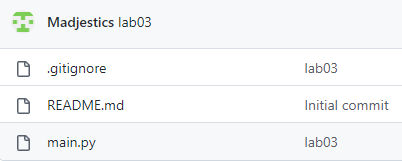 Madjestics lab03
.gitignore lab03
README.md Initial commit
main.py lab03